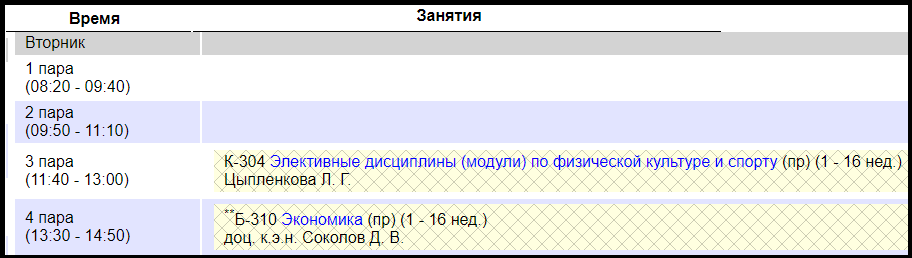 Время Занятия
Вторник
1 пара
(08:20 - 09:40)
2 пара
(09:50 - 11:10)
3 пара
(11:40 - 13:00)
К-304 Элективные дисциплины (модули) по физической культуре и спорту (пр) (1 - 16 нед.)
Цыпленкова Л. Г.
4 пара
(13:30 - 14:50)
**Б-310 Экономика (пр) (1 - 16 нед.)
доц. к.э.н. Соколов Д. В.